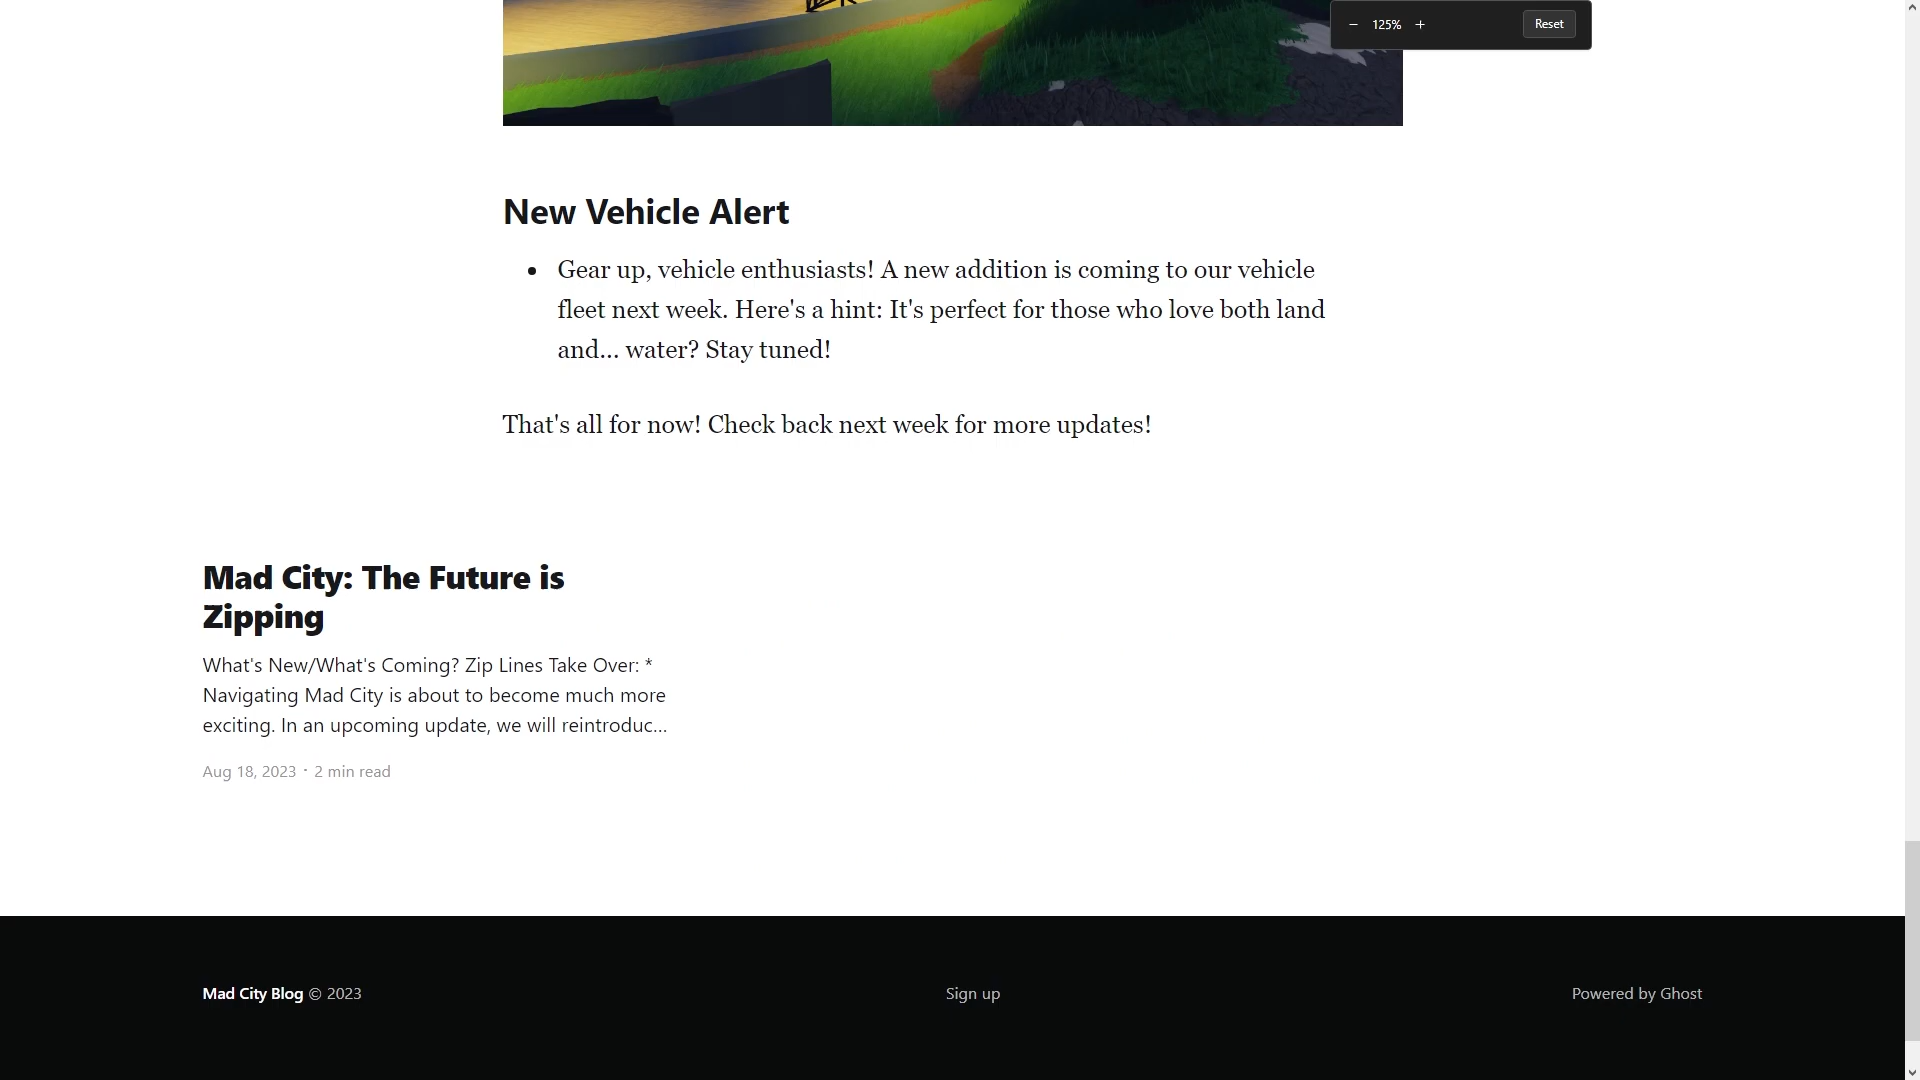 − 125% + Reset
New Vehicle Alert
• Gear up, vehicle enthusiasts! A new addition is coming to our vehicle
fleet next week. Here's a hint: It's perfect for those who love both land
and... water? Stay tuned!
That's all for now! Check back next week for more updates!
Mad City: The Future is
Zipping
What's New/What's Coming? Zip Lines Take Over: *
Navigating Mad City is about to become much more
exciting. In an upcoming update, we will reintroduc...
Aug 18, 2023 • 2 min read
Mad City Blog © 2023
Sign up
Powered by Ghost